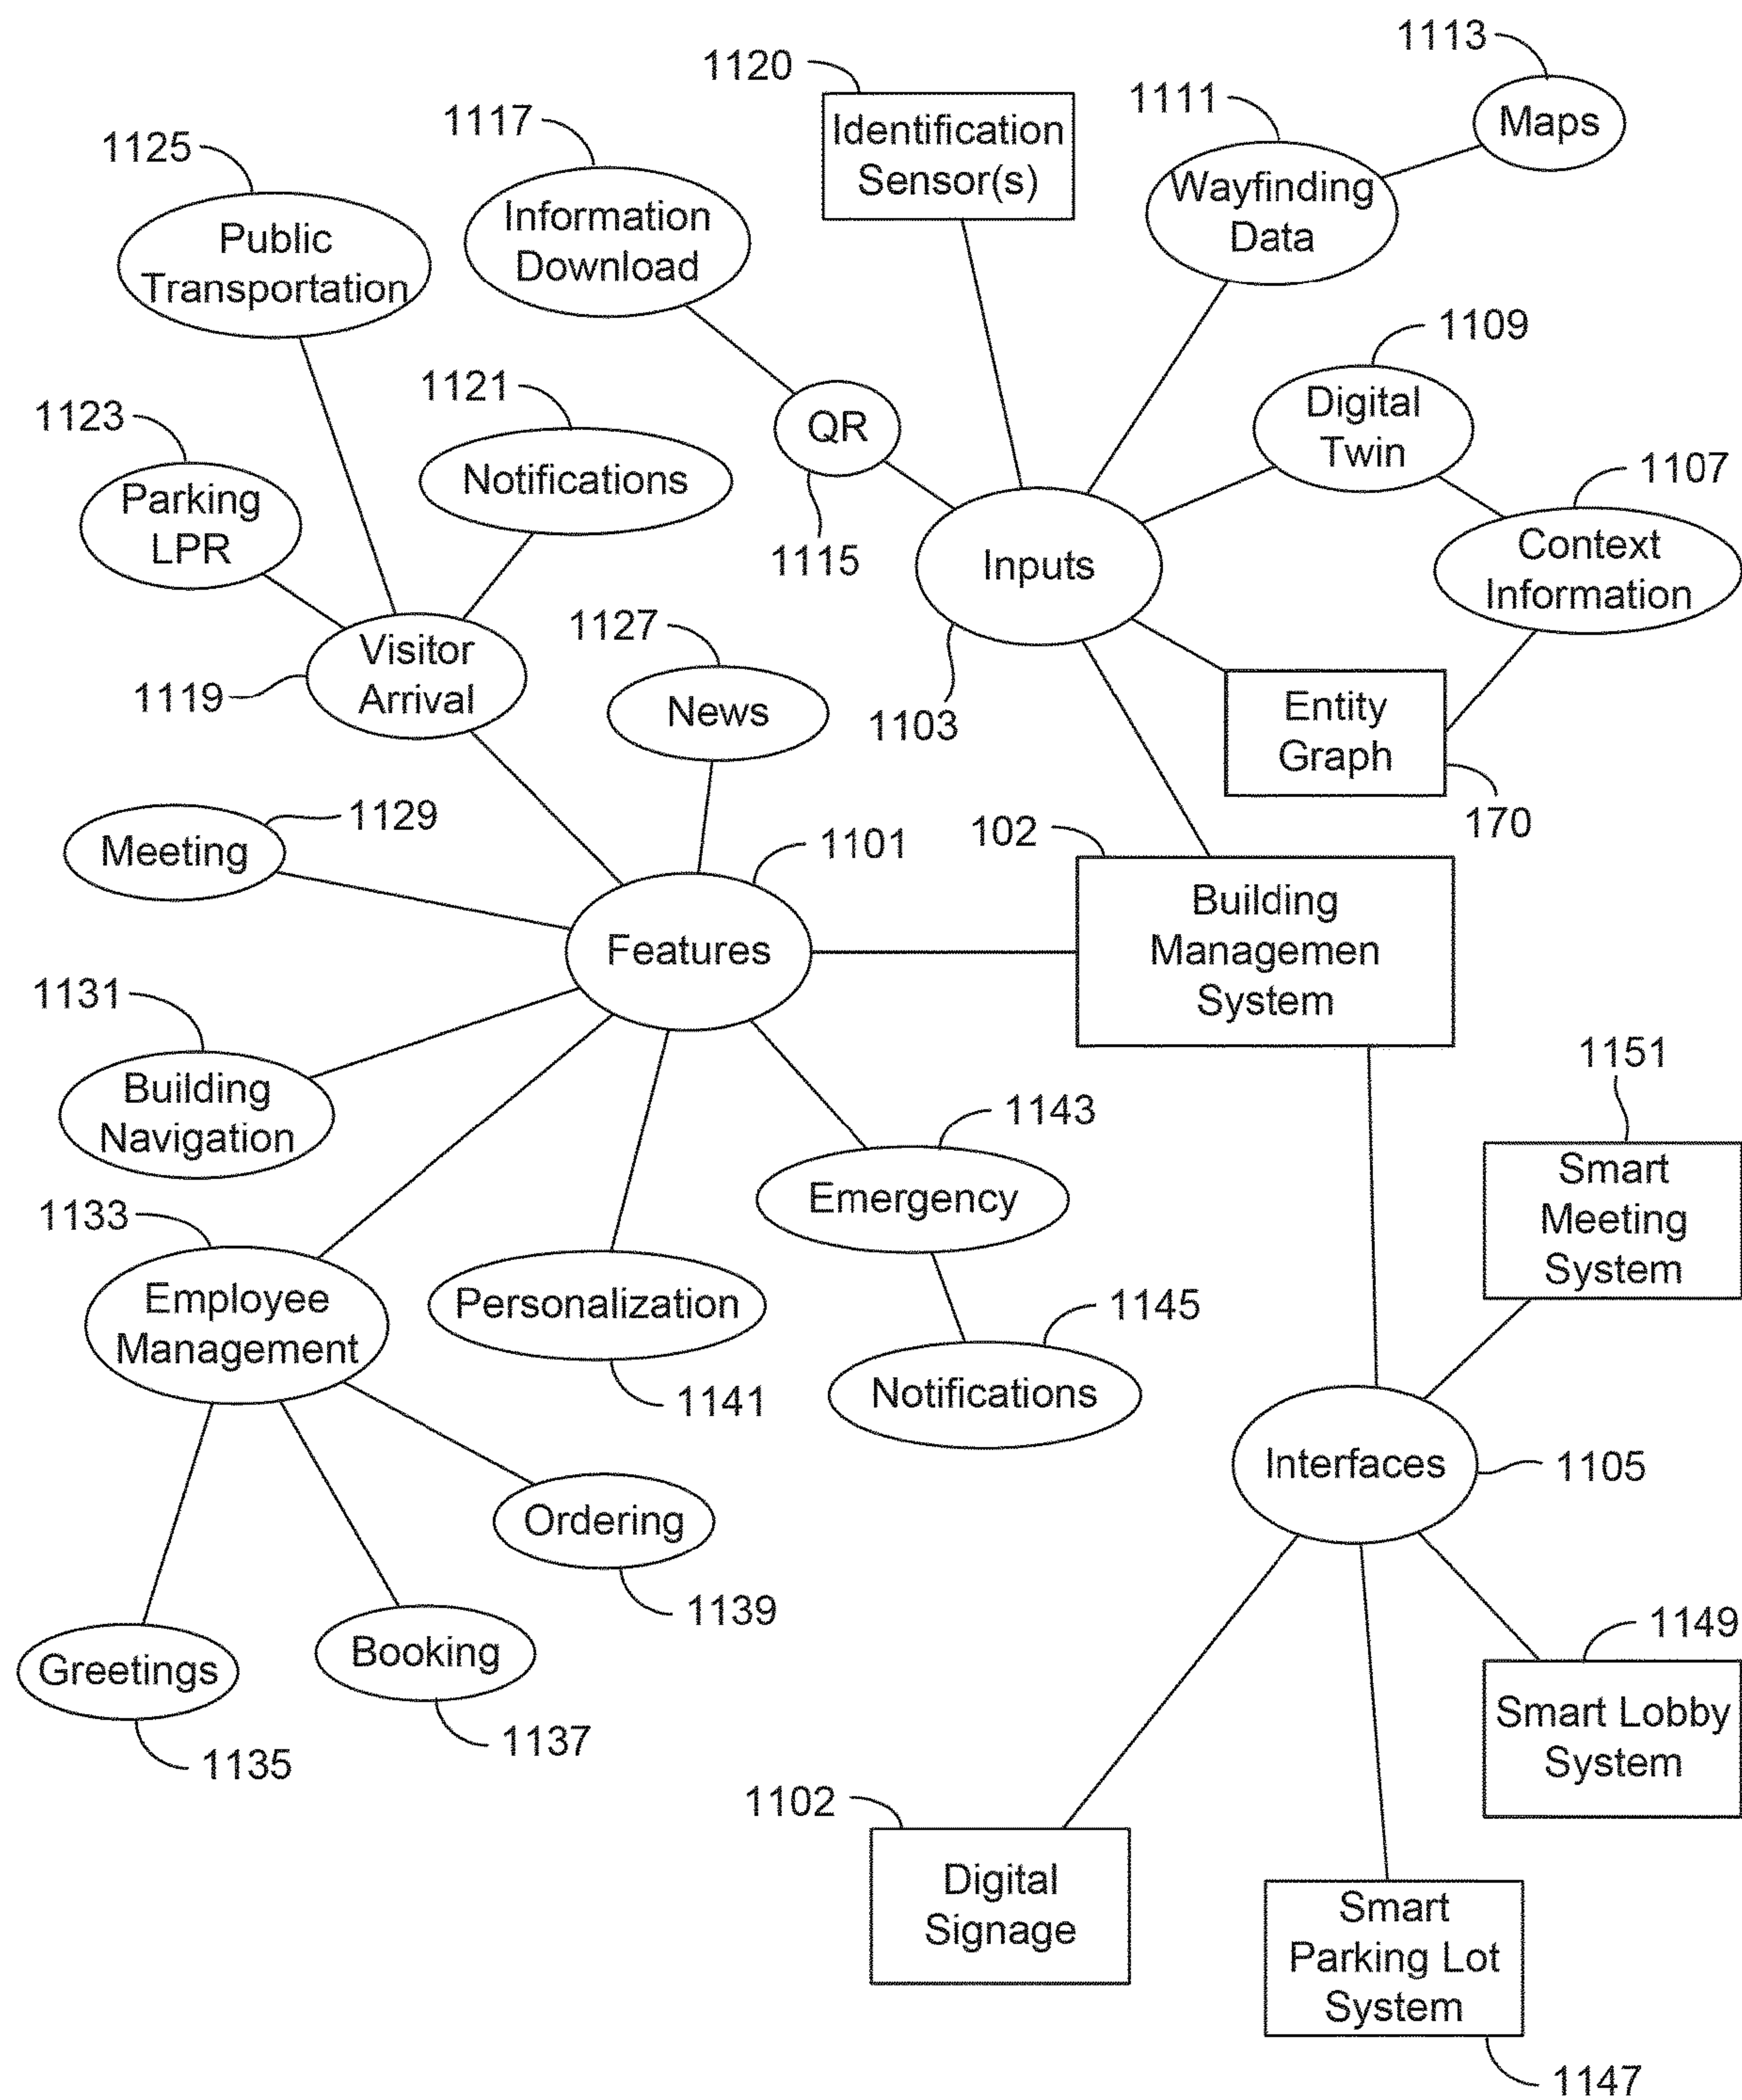 1113
1120
1111
Maps
1117
Identification
Sensor(s)
1125
Wayfinding
Data
Information
Download
Public
Transportation
1109
1121
Digital
Twin
1123
QR
1107
Notifications
Parking
LPR
1115
Inputs
Context
Information
1127
Visitor
Arrival
1119
News
1103
Entity
Graph
170
1129
102
1101
Meeting
Building
Managemen
System
Features
1131
1151
Building
Navigation
1143
Smart
Meeting
System
Emergency
1133
Employee
Management
Personalization
1145
1141
Notifications
Interfaces
1105
Ordering
1139
1149
Greetings
Booking
Smart Lobby
System
1137
1135
1102
Digital
Signage
Smart
Parking Lot
System
1147